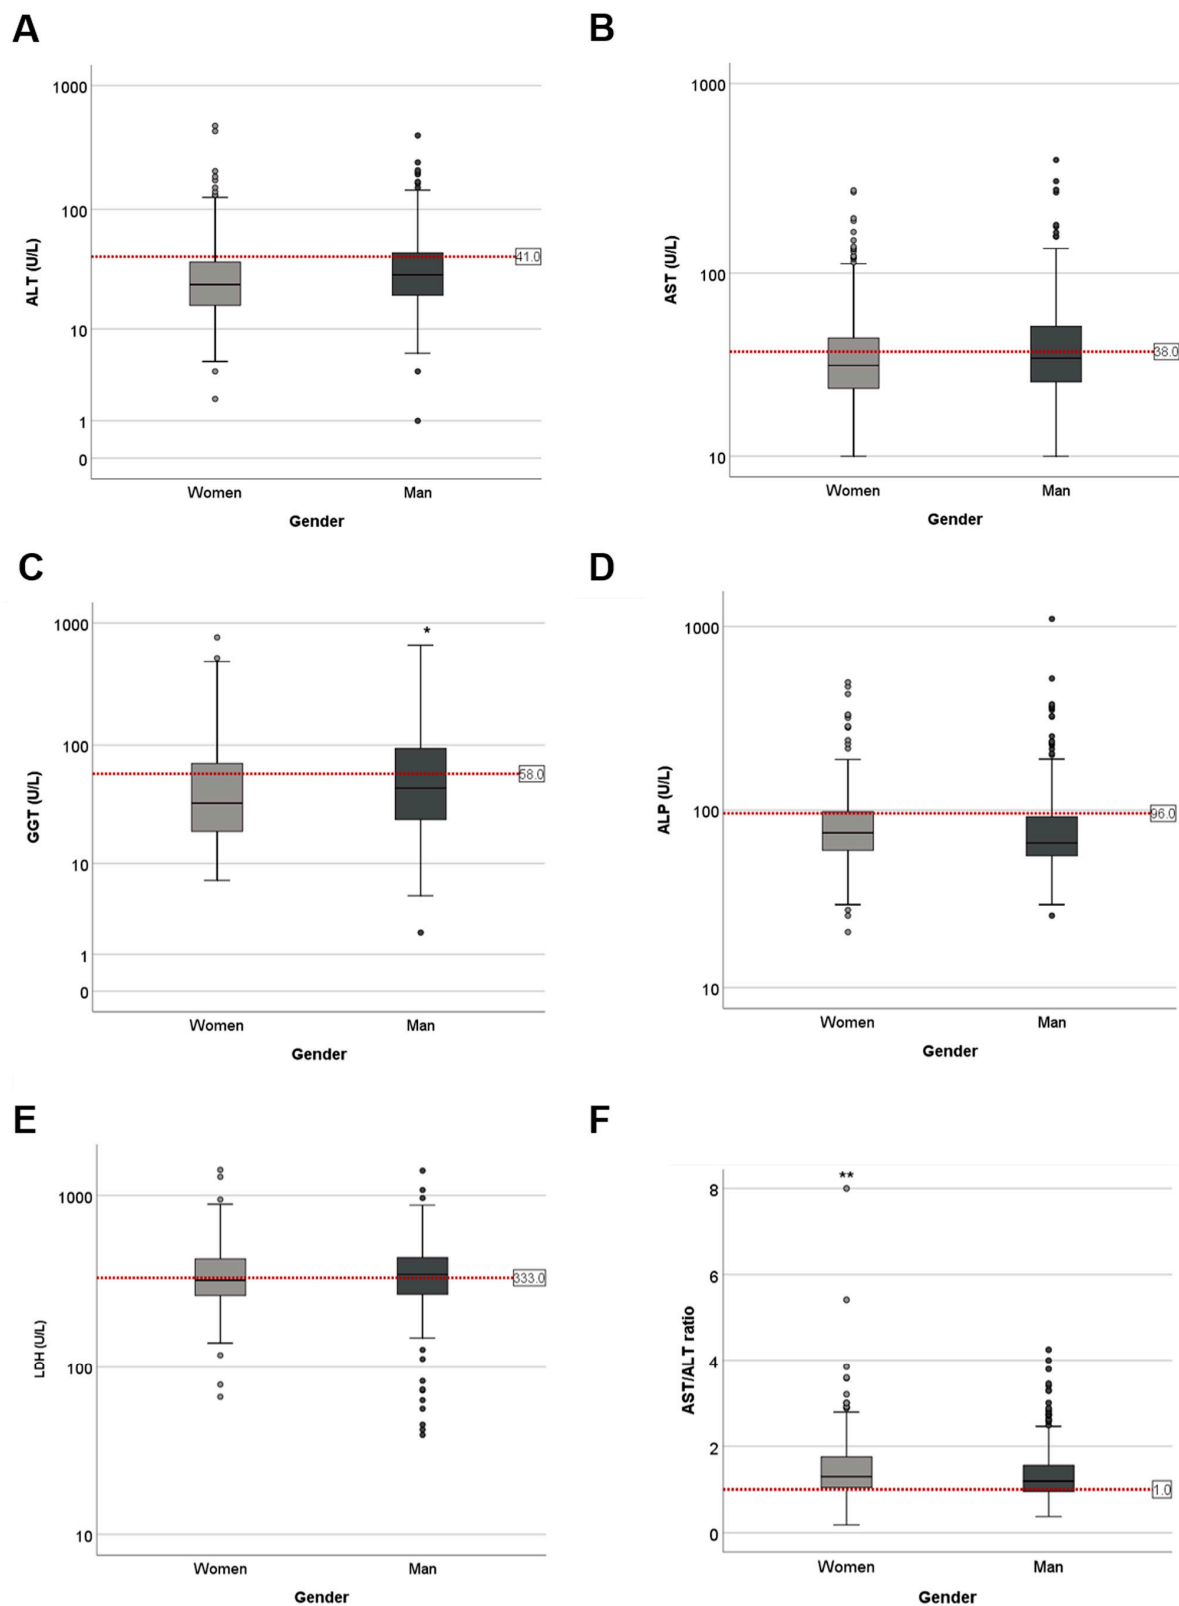 A
1000
100
10
1
0
ALT (U/L)
41.0
Women
Man
Gender
B
1000
100
10
AST (U/L)
38.0
Women
Man
Gender
C
1000
100
10
1
0
GGT (U/L)
*
58.0
Women
Man
Gender
D
1000
100
10
ALP (U/L)
96.0
Women
Man
Gender
E
1000
100
10
LDH (U/L)
333.0
Women
Man
Gender
F
8
6
4
2
0
AST/ALT ratio
**
1.0
Women
Man
Gender